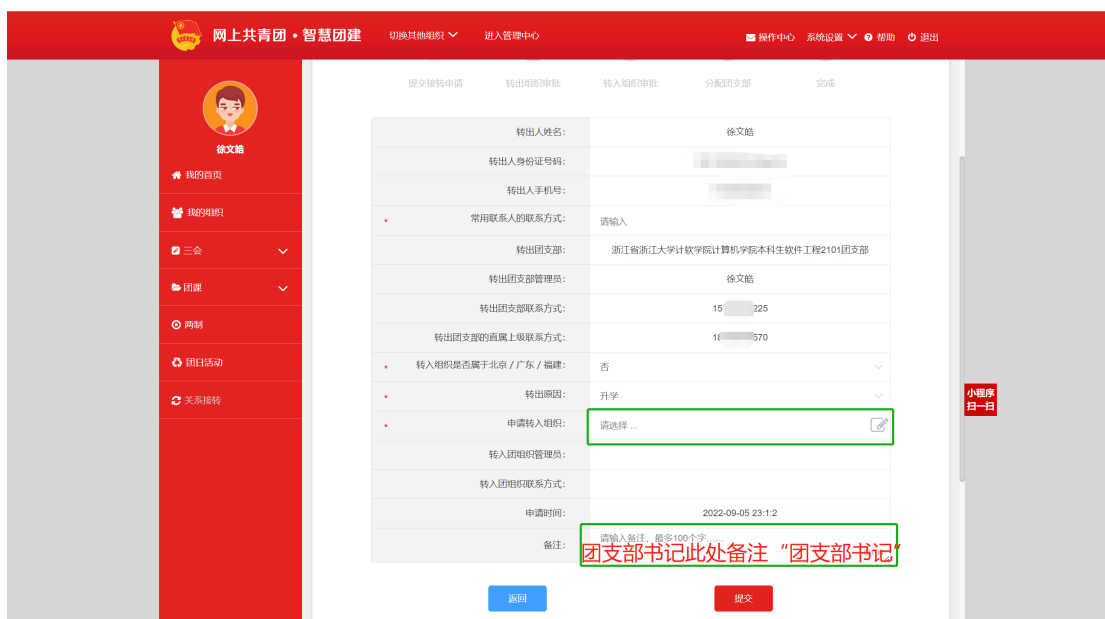 网上共青团·智慧团建 切换其他组织 进入管理中心 操作中心 系统设置 帮助 退出
提交接转申请 转出组织审批 转入组织审批 分配团支部 完成
徐文皓
我的首页
我的组织
三会
团课
两制
团日活动
关系接转
转出人姓名: 徐文皓
转出人身份证号码:
转出人手机号:
* 常用联系人的联系方式: 请输入
转出团支部: 浙江省浙江大学计软学院计算机学院本科生软件工程2101团支部
转出团支部管理员: 徐文皓
转出团支部联系方式: 15 225
转出团支部的直属上级联系方式: 18 570
* 转入组织是否属于北京 / 广东 / 福建: 否
* 转出原因: 升学
* 申请转入组织: 请选择 ...
转入团组织管理员:
转入团组织联系方式:
申请时间: 2022-09-05 23:1:2
备注: 请输入备注，最多100个字……
团支部书记此处备注“团支部书记”
返回 提交
小程序
扫一扫